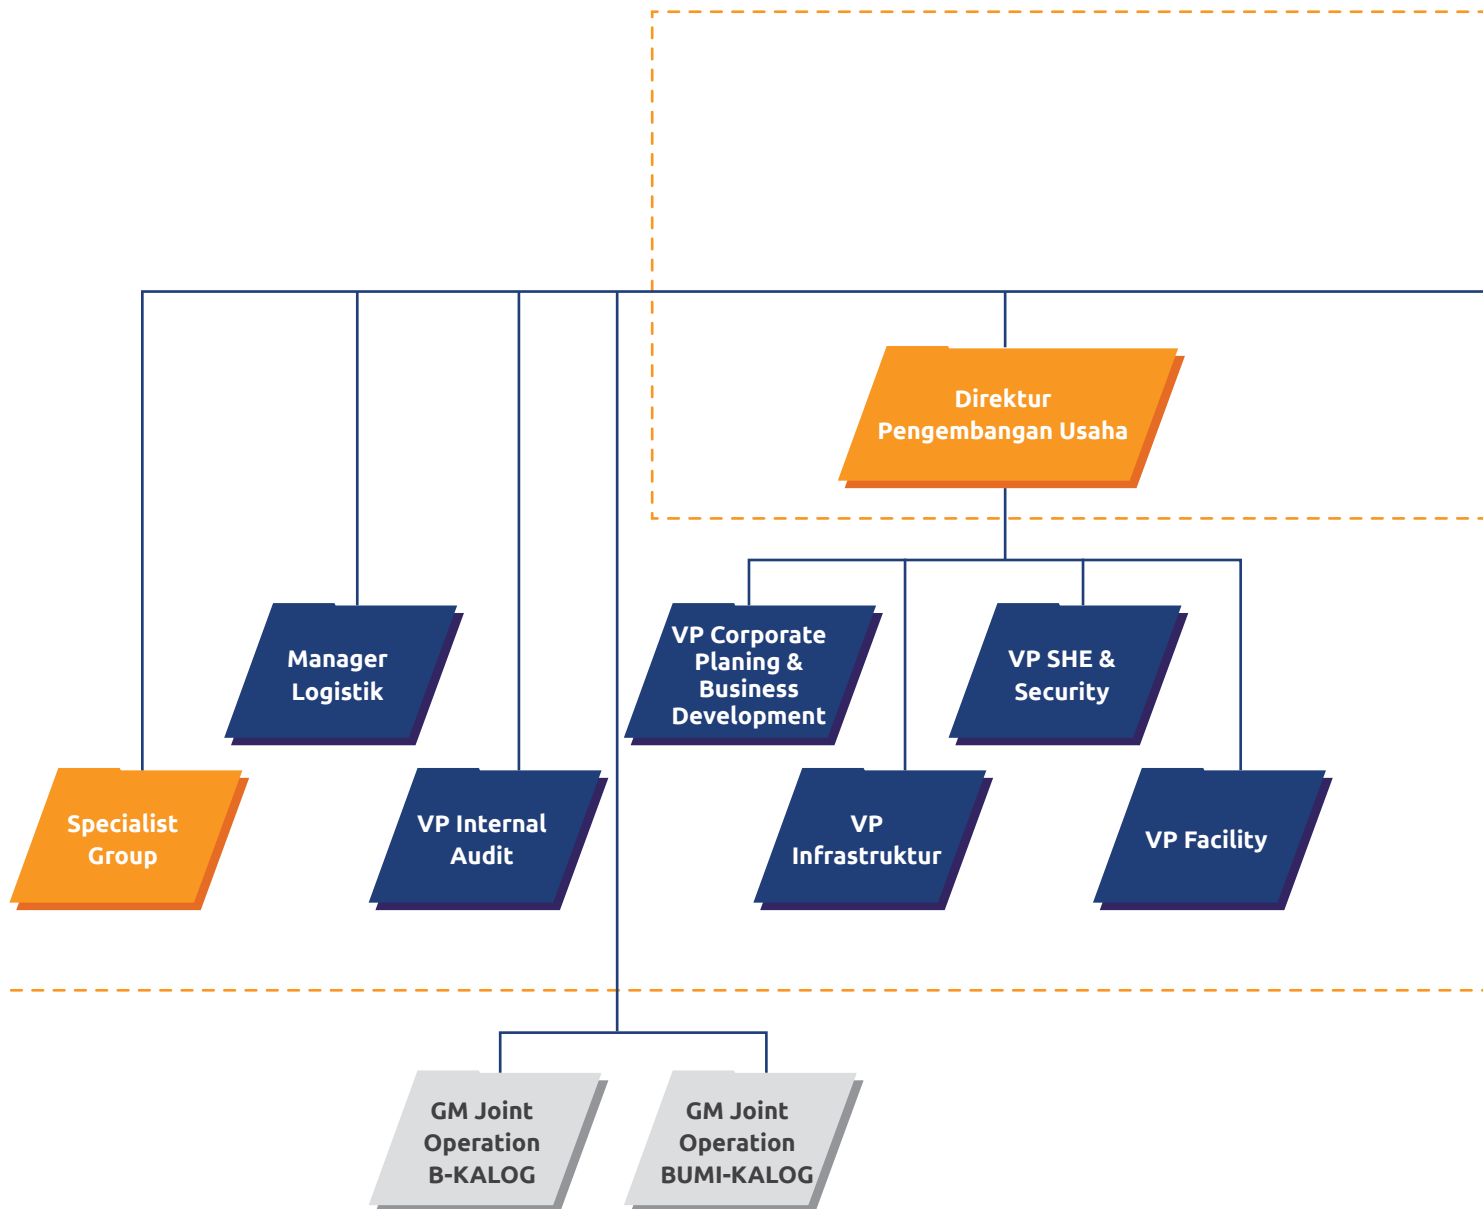 Direktur
Pengembangan Usaha
Manager
Logistik
VP Corporate
Planing &
Business
Development
VP SHE &
Security
Specialist
Group
VP Internal
Audit
VP
Infrastruktur
VP Facility
GM Joint
Operation
B-KALOG
GM Joint
Operation
BUMI-KALOG